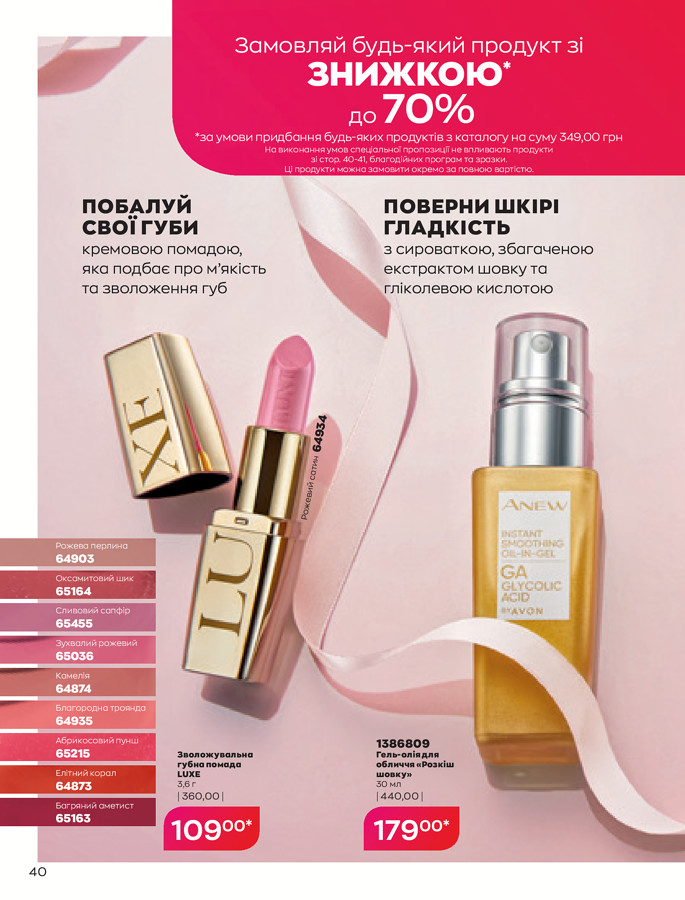 Замовляй будь-який продукт зі
ЗНИЖКОЮ*
до 70%
*за умови придбання будь-яких продуктів з каталогу на суму 349,00 грн
На виконання умов спеціальної пропозиції не впливають продукти
зі стор. 40-41, благодійних програм та зразки.
Ці продукти можна замовити окремо за повною вартістю.
ПОБАЛУЙ
СВОЇ ГУБИ
кремовою помадою,
яка подбає про м’якість
та зволоження губ
ПОВЕРНИ ШКІРІ
ГЛАДКІСТЬ
з сироваткою, збагаченою
екстрактом шовку та
гліколевою кислотою
XE
LU
Рожевий сатин 64934
ANEW
INSTANT
SMOOTHING
OIL-IN-GEL
GA
GLYCOLIC
ACID
BY AVON
Рожева перлина
64903
Оксамитовий шик
65164
Сливовий сапфір
65455
Зухвалий рожевий
65036
Камелія
64874
Благородна троянда
64935
Абрикосовий пунш
65215
Елітний корал
64873
Багряний аметист
65163
Зволожувальна
губна помада
LUXE
3,6 г
|360,00|
10900*
1386809
Гель-олія для
обличчя «Розкіш
шовку»
30 мл
|440,00|
17900*
40